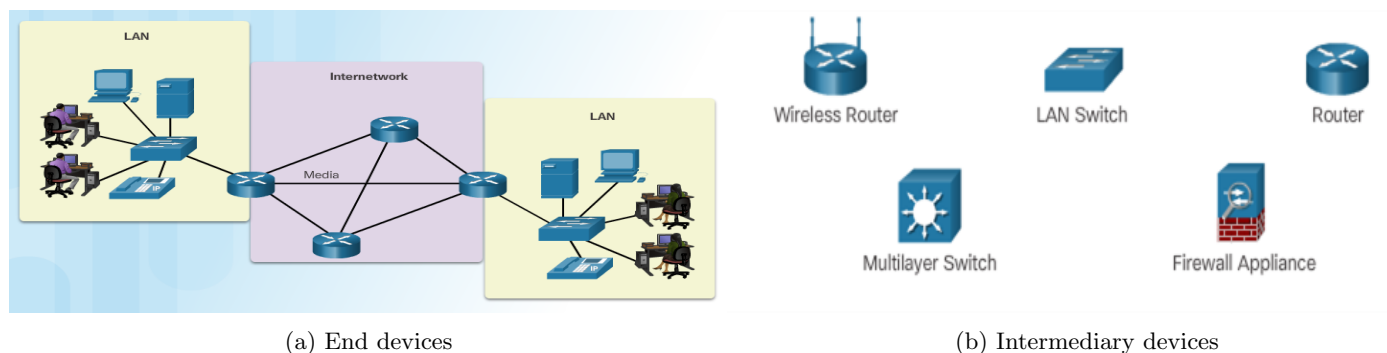 LAN
Internetwork
LAN
Media
IP
IP
Wireless Router
LAN Switch
Router
Multilayer Switch
Firewall Appliance
(a) End devices
(b) Intermediary devices